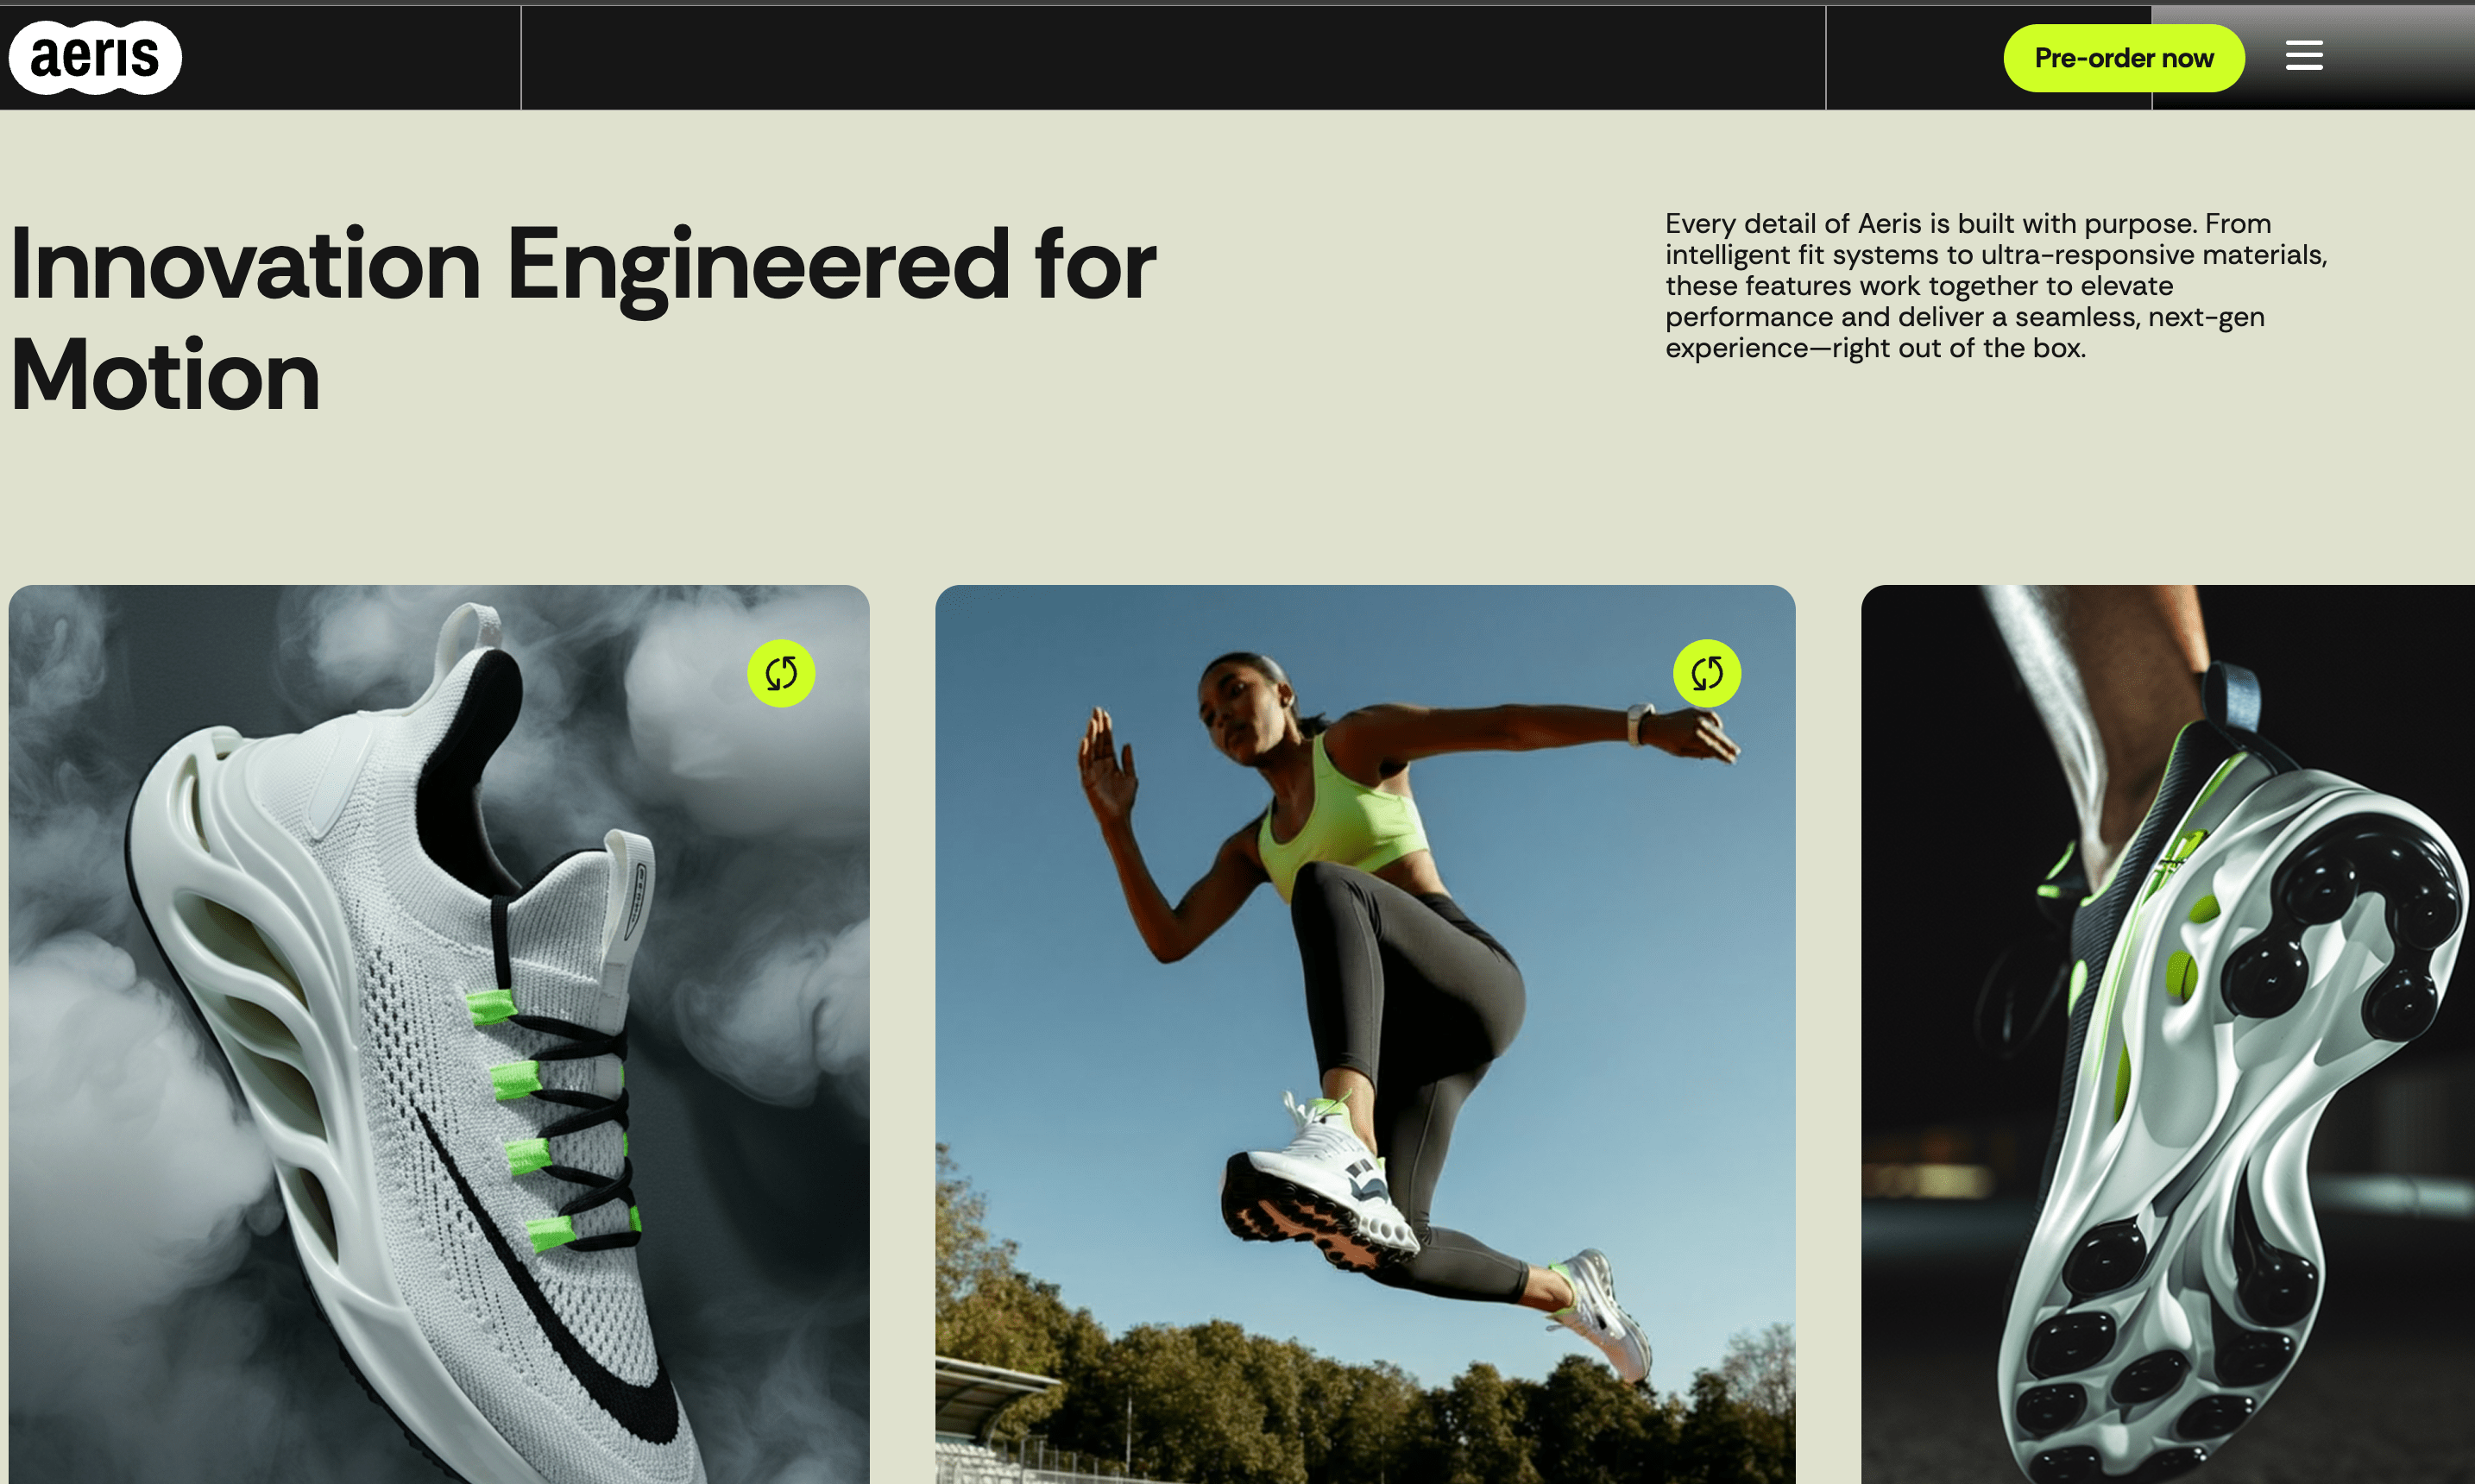 aeris
Pre-order now
Innovation Engineered for
Motion
Every detail of Aeris is built with purpose. From
intelligent fit systems to ultra-responsive materials,
these features work together to elevate
performance and deliver a seamless, next-gen
experience—right out of the box.